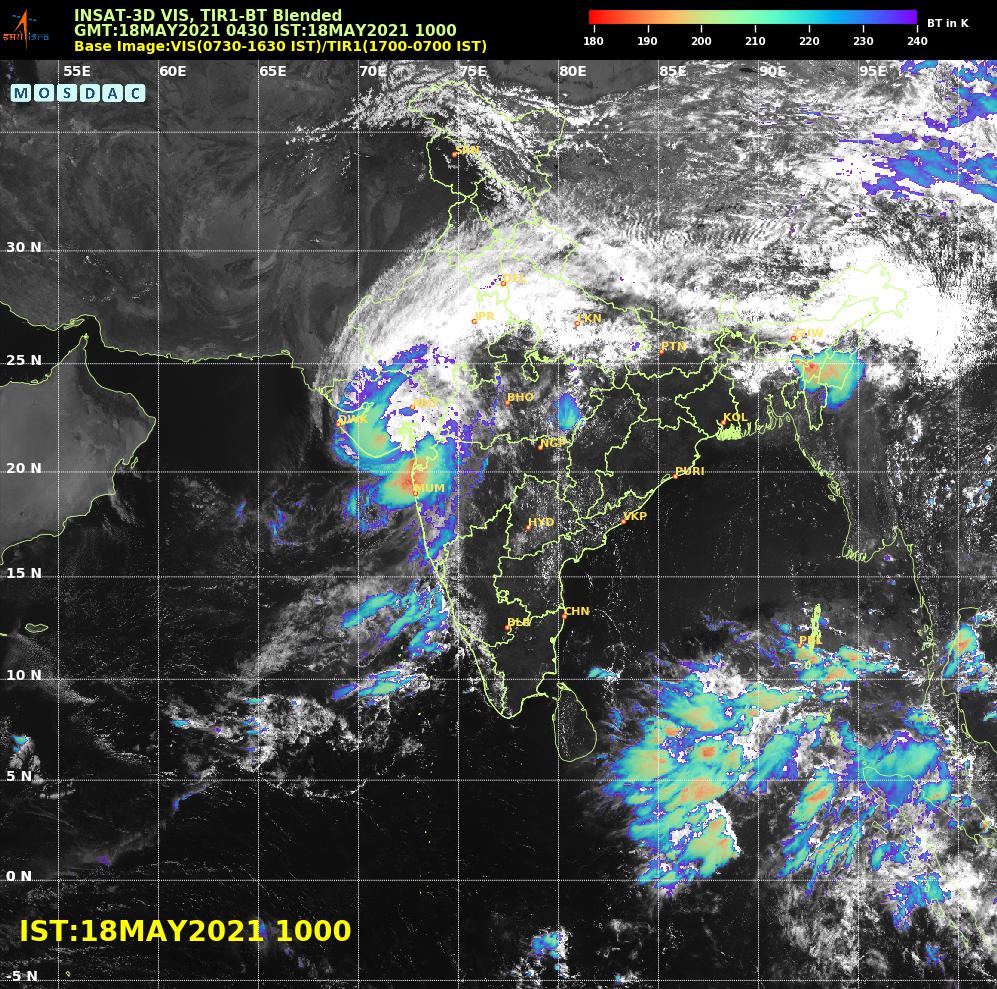 INSAT-3D VIS, TIR1-BT Blended
GMT:18MAY2021 0430 IST:18MAY2021 1000
Base Image:VIS(0730-1630 IST)/TIR1(1700-0700 IST)
BT in K
180 190 200 210 220 230 240
55E 60E 65E 70E 75E 80E 85E 90E 95E
MOSDAC
SRN
30 N
DEL
JPR
LKN
GUW
PTN
25 N
BHO
DWK
KOL
NGP
20 N
PURI
MUM
HYD
VKP
15 N
CHN
BLR
10 N
5 N
0 N
IST:18MAY2021 1000
-5 N